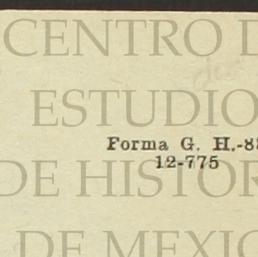 CENTRO D
ESTUDIO
Forma G. H.-8
12-775
DE HISTOR
DE MEXIC